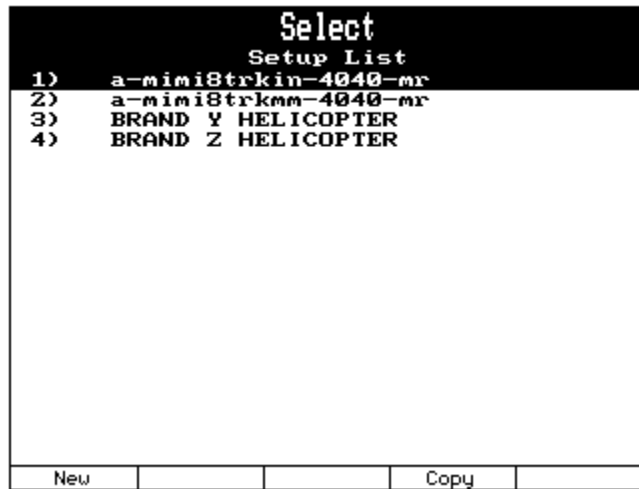 Select
Setup List
1) a-mimi8trkin-4040-mr
2) a-mimi8trkmm-4040-mr
3) BRAND Y HELICOPTER
4) BRAND Z HELICOPTER
New Copy